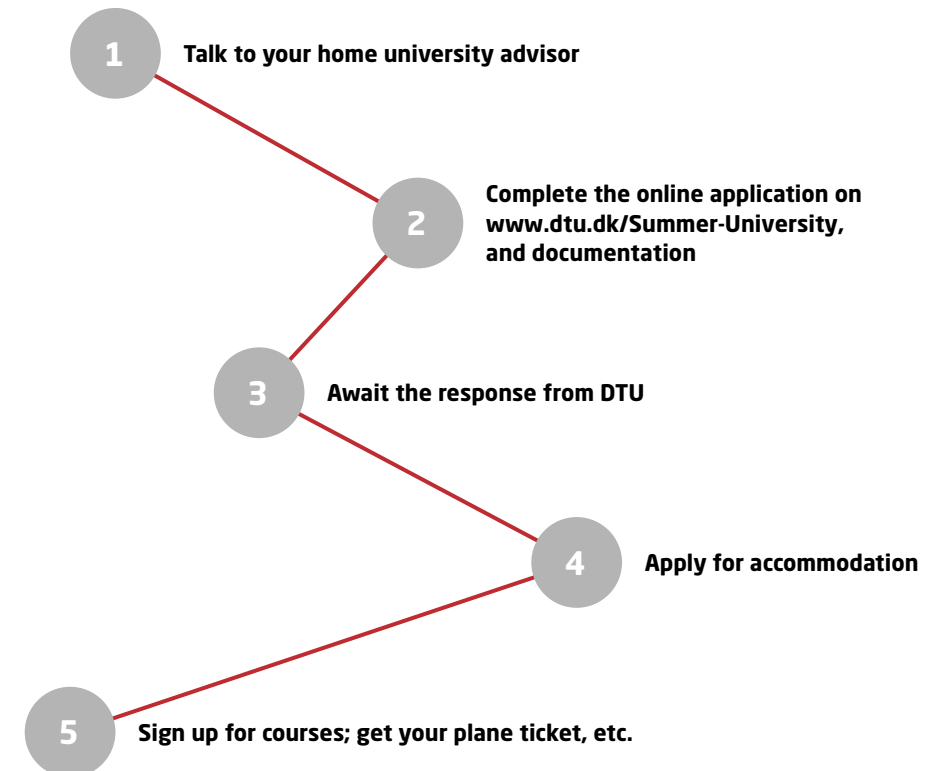 1
Talk to your home university advisor
2
Complete the online application on
www.dtu.dk/Summer-University,
and documentation
3
Await the response from DTU
4
Apply for accommodation
5
Sign up for courses; get your plane ticket, etc.